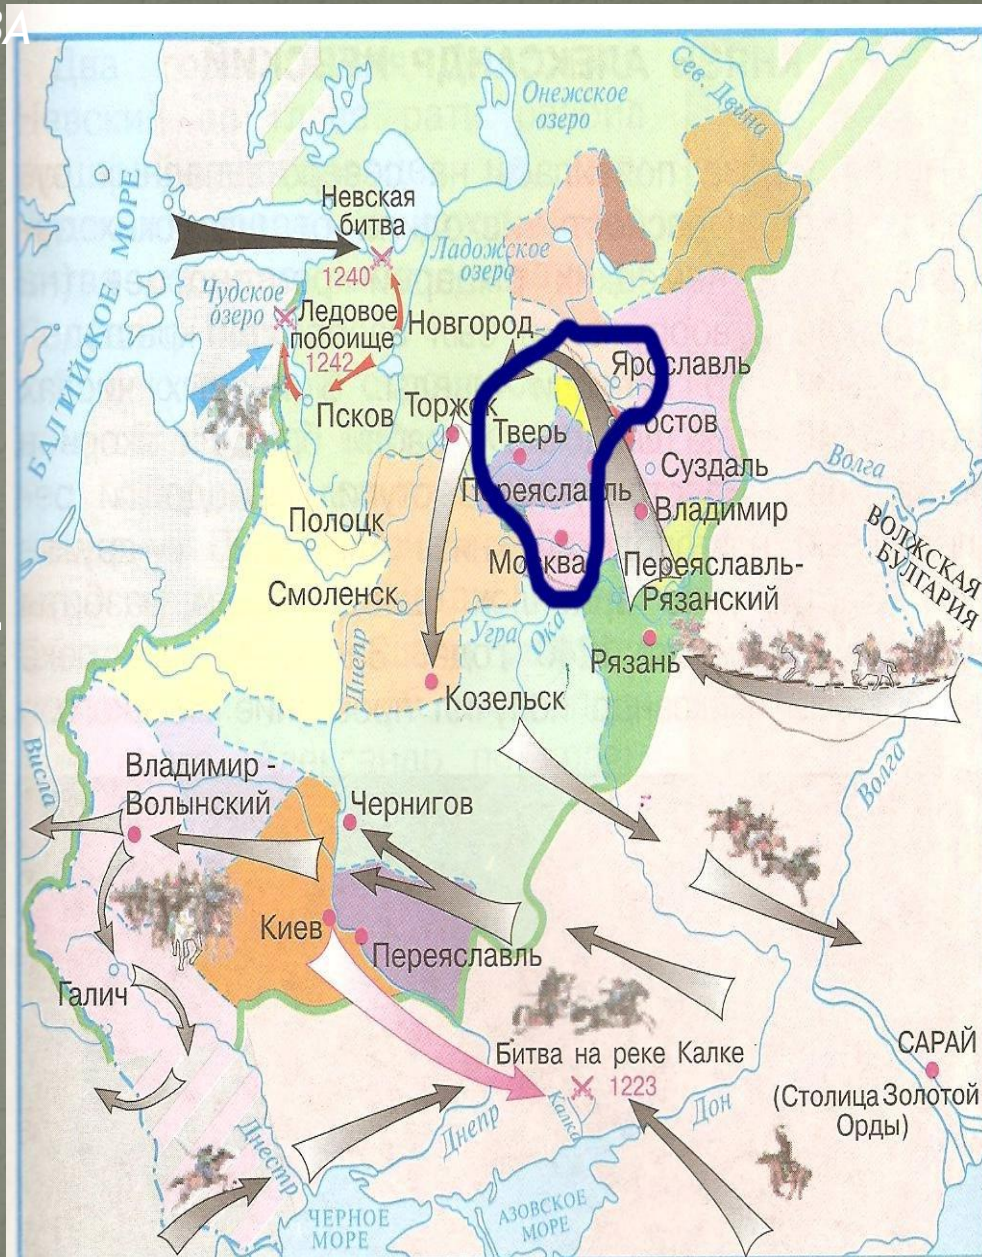 ВА
Онежское
озеро
Сев. Двина
БАЛТИЙСКОЕ МОРЕ
Невская
битва
1240
Ладожское
озеро
Чудское
озеро
Ледовое
побоище
1242
Новгород
Ярославль
Псков
Торжок
остов
Тверь
Суздаль
Волга
Переяславль
Владимир
Полоцк
ВОЛЖСКАЯ
БУЛГАРИЯ
Москва
Переяславль-
Рязанский
Смоленск
Угра
Ока
Днепр
Рязань
Козельск
Висла
Владимир -
Волынский
Чернигов
Волга
Киев
Переяславль
Галич
Битва на реке Калке
1223
САРАЙ
(Столица Золотой
Орды)
Калка
Дон
Днепр
Днестр
ЧЕРНОЕ
МОРЕ
АЗОВСКОЕ
МОРЕ